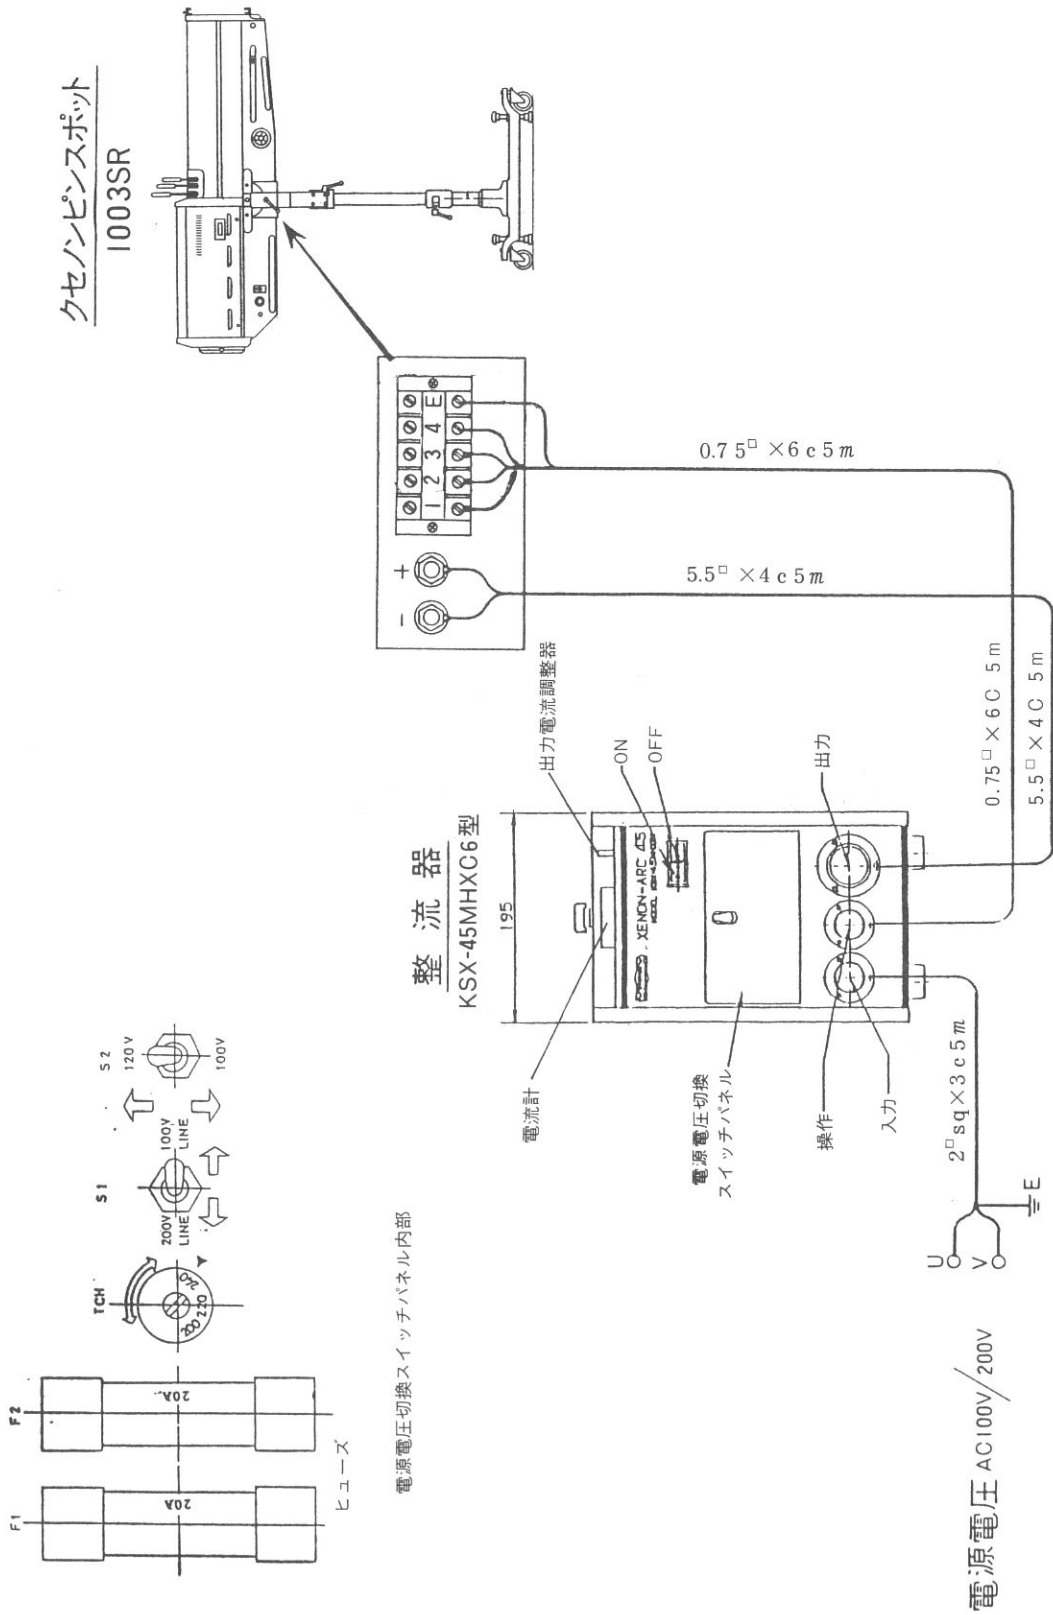 クセノンピンスポット
1003SR
− +
1 2 3 4 E
0.75□ ×6c5m
5.5□ ×4c5m
整流器
KSX-45MHXC6型
195
電流計
出力電流調整器
ON
OFF
XENON-ARC 45
電源電圧切換
スイッチパネル
操作
入力
出力
0.75□ ×6C 5m
5.5□ ×4C 5m
2□sq×3c5m
U
V
E
電源電圧 AC100V/200V
F1
F2
20A
20A
ヒューズ
TCH
200 220 240
S1
200V
LINE
100V
LINE
S2
120V
100V
電源電圧切換スイッチパネル内部